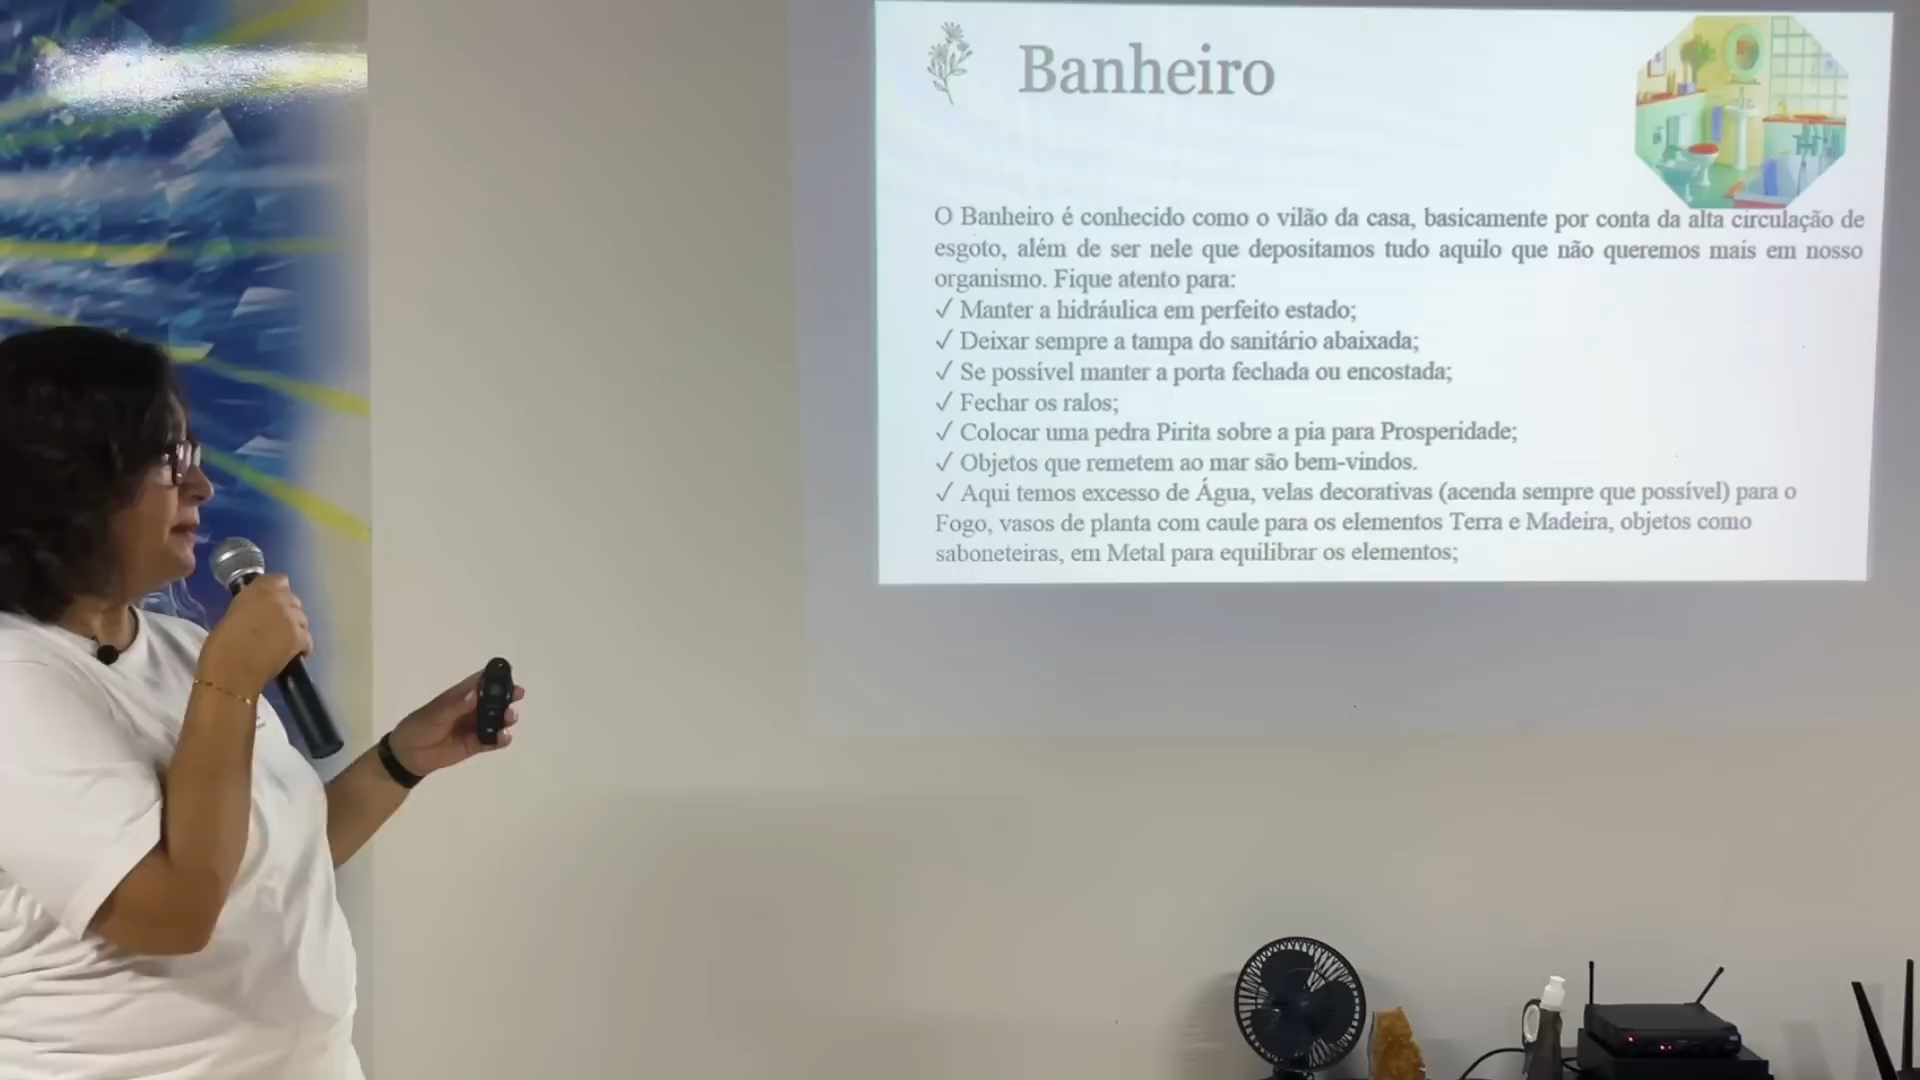 Banheiro
O Banheiro é conhecido como o vilão da casa, basicamente por conta da alta circulação de
esgoto, além de ser nele que depositamos tudo aquilo que não queremos mais em nosso
organismo. Fique atento para:
✓ Manter a hidráulica em perfeito estado;
✓ Deixar sempre a tampa do sanitário abaixada;
✓ Se possível manter a porta fechada ou encostada;
✓ Fechar os ralos;
✓ Colocar uma pedra Pirita sobre a pia para Prosperidade;
✓ Objetos que remetem ao mar são bem-vindos.
✓ Aqui temos excesso de Água, velas decorativas (acenda sempre que possível) para o
Fogo, vasos de planta com caule para os elementos Terra e Madeira, objetos como
saboneteiras, em Metal para equilibrar os elementos;